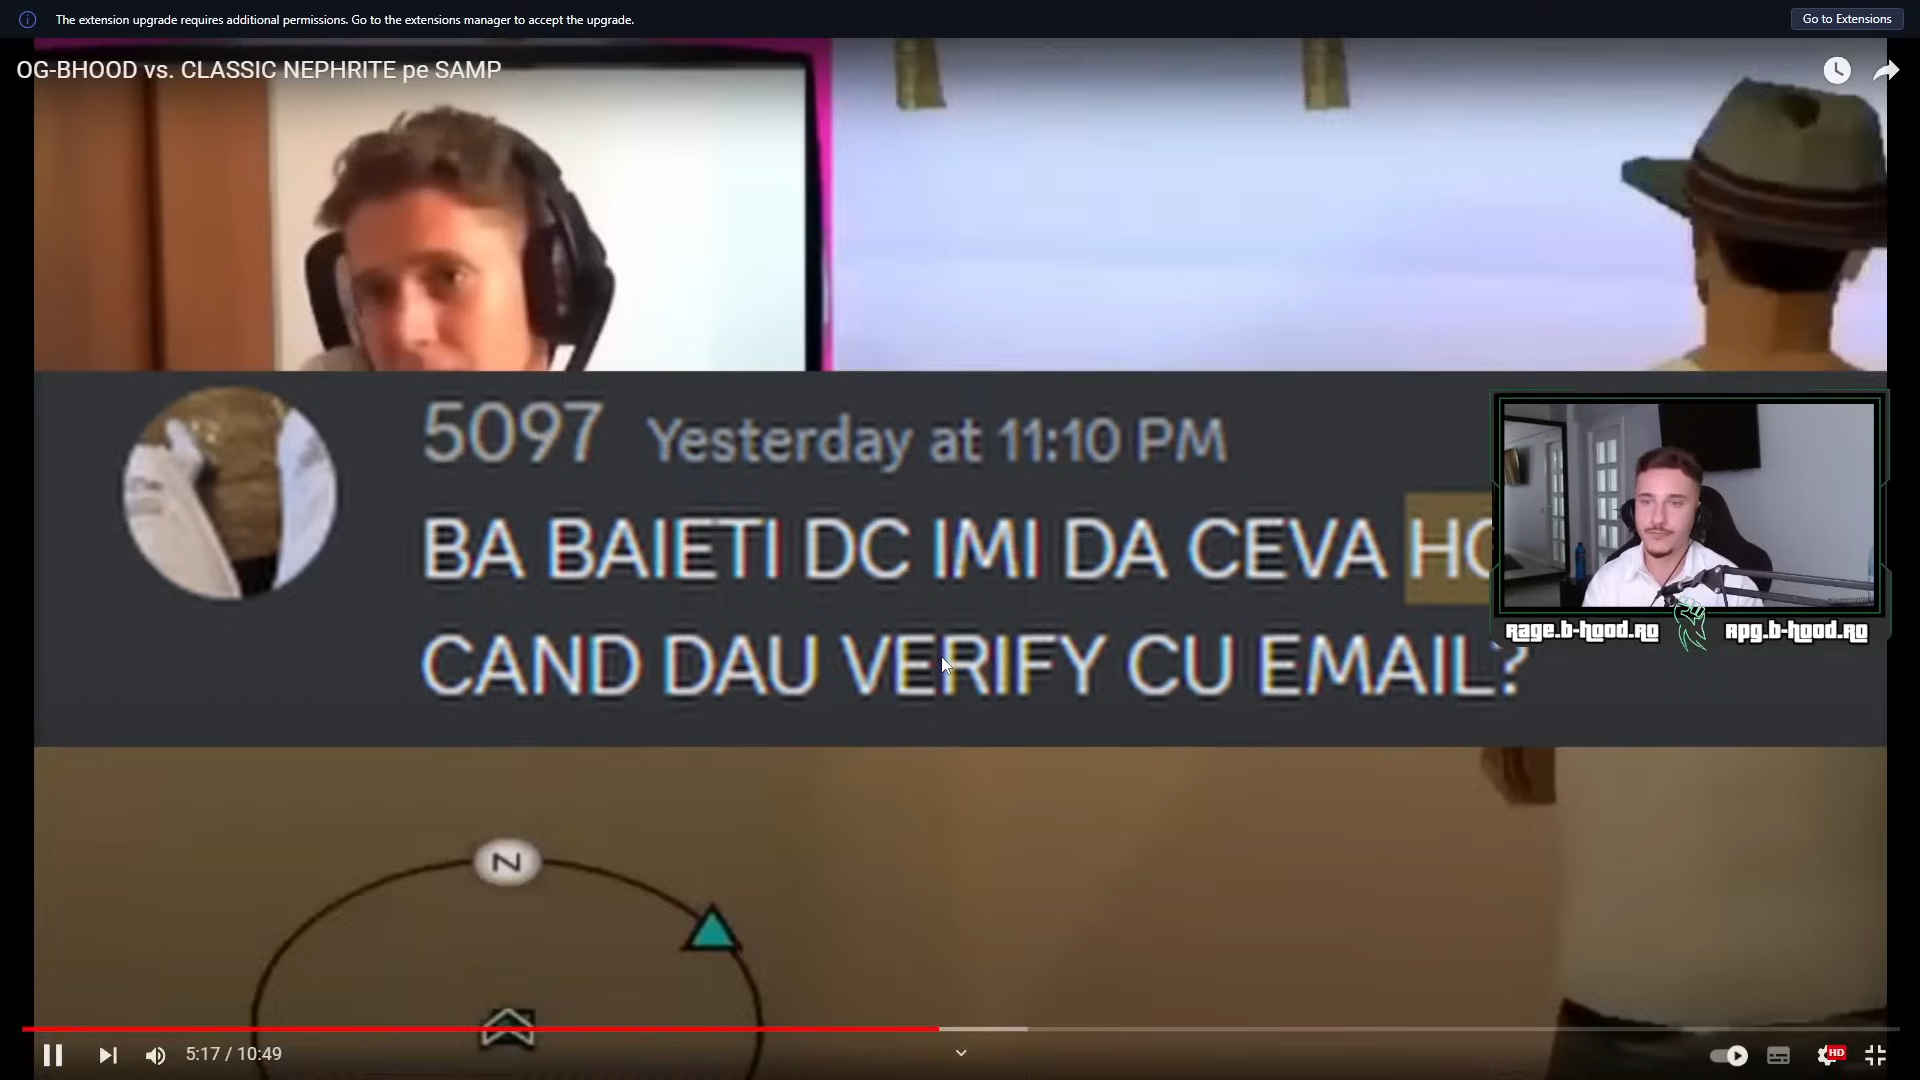 The extension upgrade requires additional permissions. Go to the extensions manager to accept the upgrade.
Go to Extensions
OG-BHOOD vs. CLASSIC NEPHRITE pe SAMP
5097 Yesterday at 11:10 PM
BA BAIETI DC IMI DA CEVA
CAND DAU VERIFY CU EMAIL?
Rage.b-hood.RO
RPG.b-hood.RO
N
5:17 / 10:49
HD